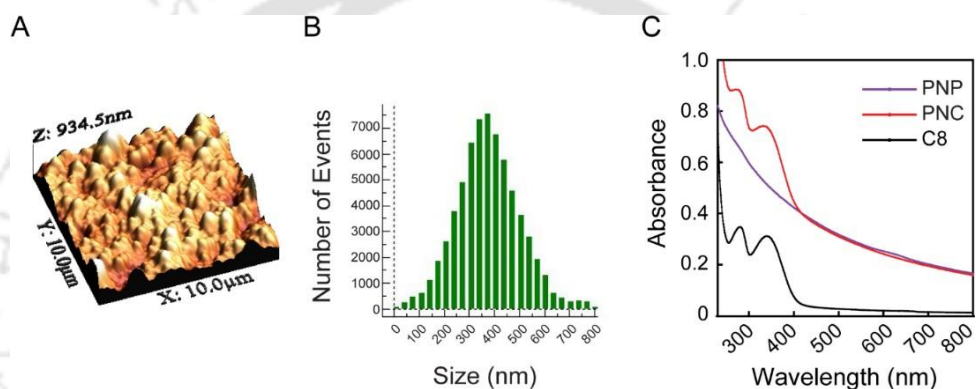 A
Z: 934.5nm
Y: 10.0µm
X: 10.0µm
B
Number of Events
7000
6000
5000
4000
3000
2000
1000
0
0 100 200 300 400 500 600 700 800
Size (nm)
C
Absorbance
1.0
0.8
0.6
0.4
0.2
0
PNP
PNC
C8
300 400 500 600 700 800
Wavelength (nm)